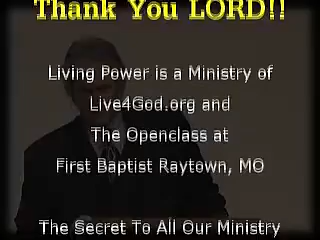 Thank You LORD!!
Living Power is a Ministry of
Live4God.org and
The Openclass at
First Baptist Raytown, MO
The Secret To All Our Ministry